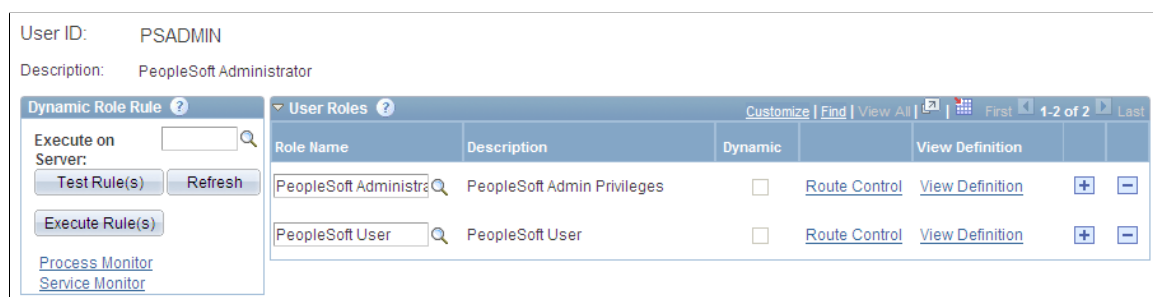 User ID: PSADMIN
Description: PeopleSoft Administrator
Dynamic Role Rule ?
Execute on Server:
Test Rule(s) Refresh
Execute Rule(s)
Process Monitor
Service Monitor
User Roles ? Customize | Find | View All | | First 1-2 of 2 Last
Role Name Description Dynamic View Definition
PeopleSoft Administra PeopleSoft Admin Privileges Route Control View Definition + -
PeopleSoft User PeopleSoft User Route Control View Definition + -